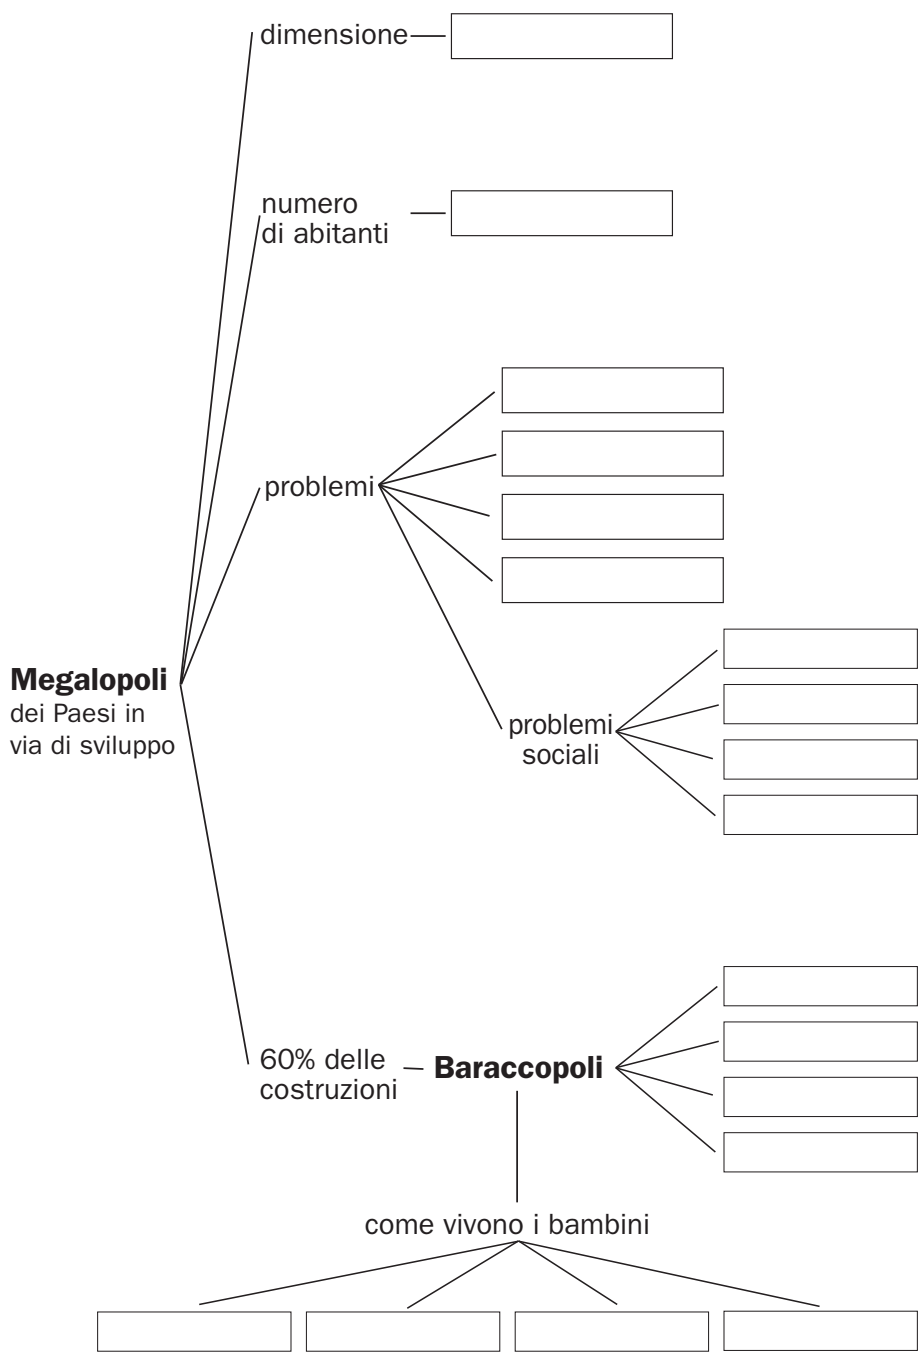 dimensione
numero
di abitanti
problemi
Megalopoli
dei Paesi in
via di sviluppo
problemi
sociali
60% delle
costruzioni
Baraccopoli
come vivono i bambini